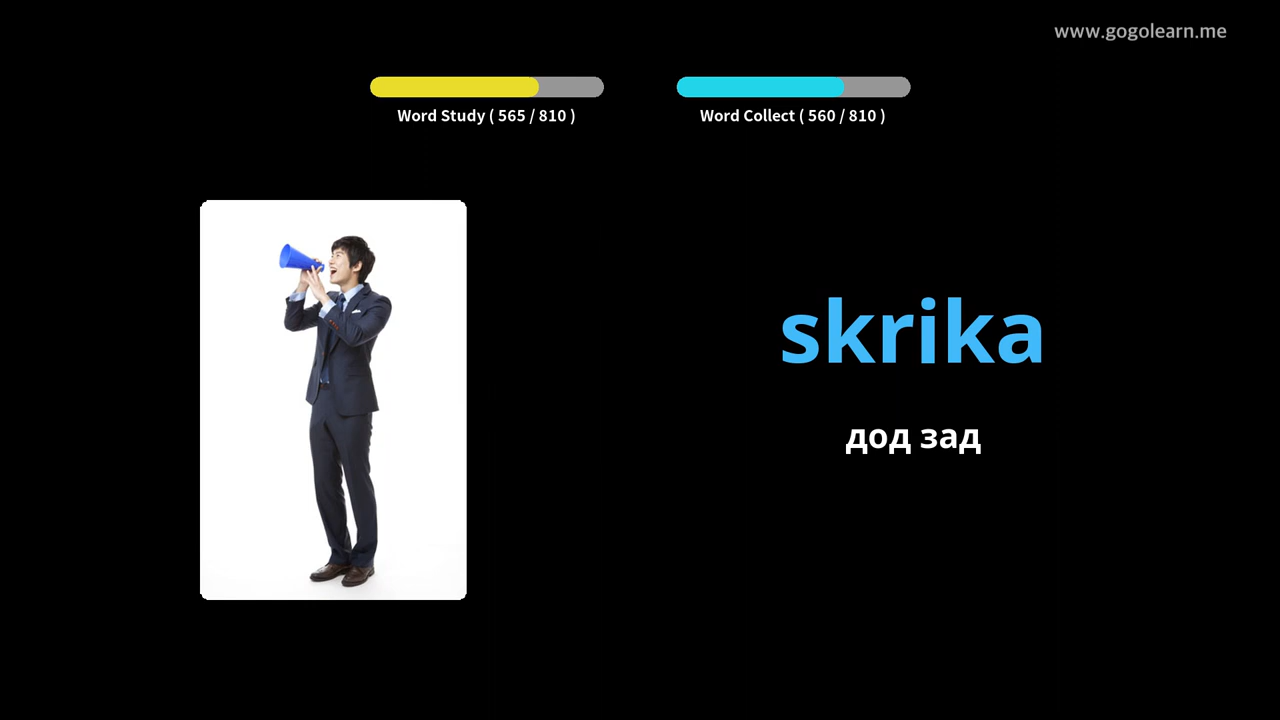 www.gogolearn.me
Word Study ( 565 / 810 )
Word Collect ( 560 / 810 )
skrika
дод зад